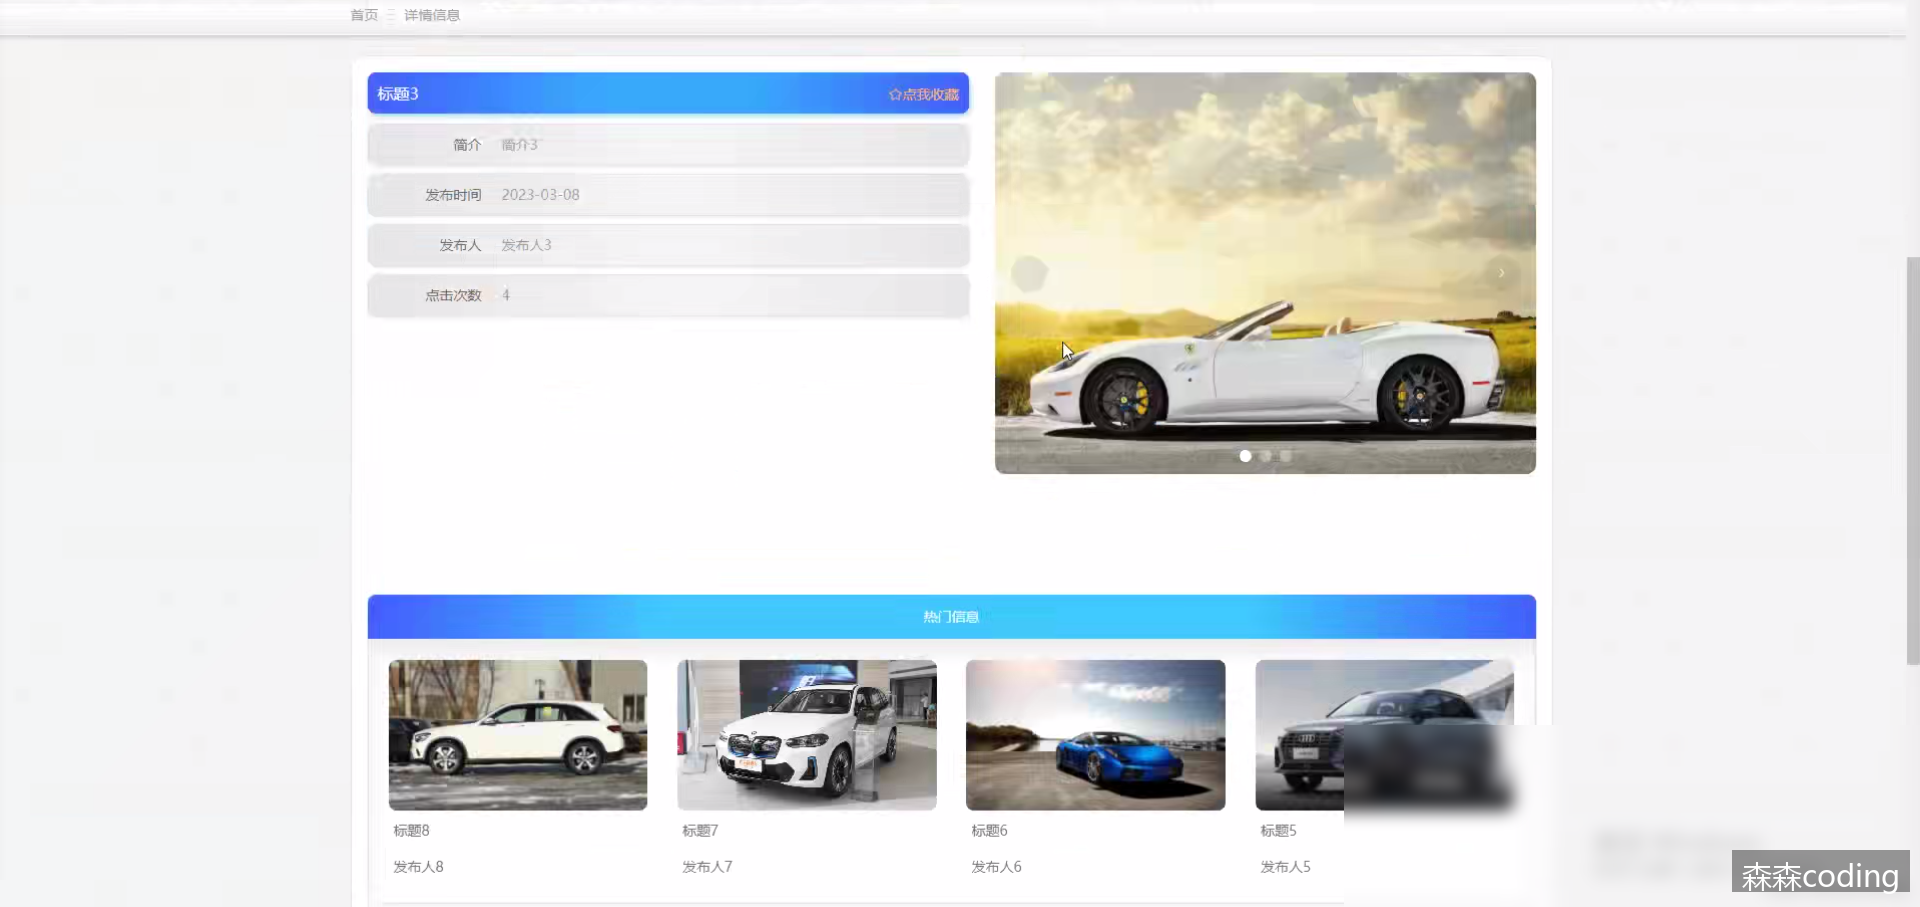 首页 详情信息
标题3 ☆点我收藏
简介 简介3
发布时间 2023-03-08
发布人 发布人3
点击次数 4
热门信息
标题8 标题7 标题6 标题5
发布人8 发布人7 发布人6 发布人5
森森coding